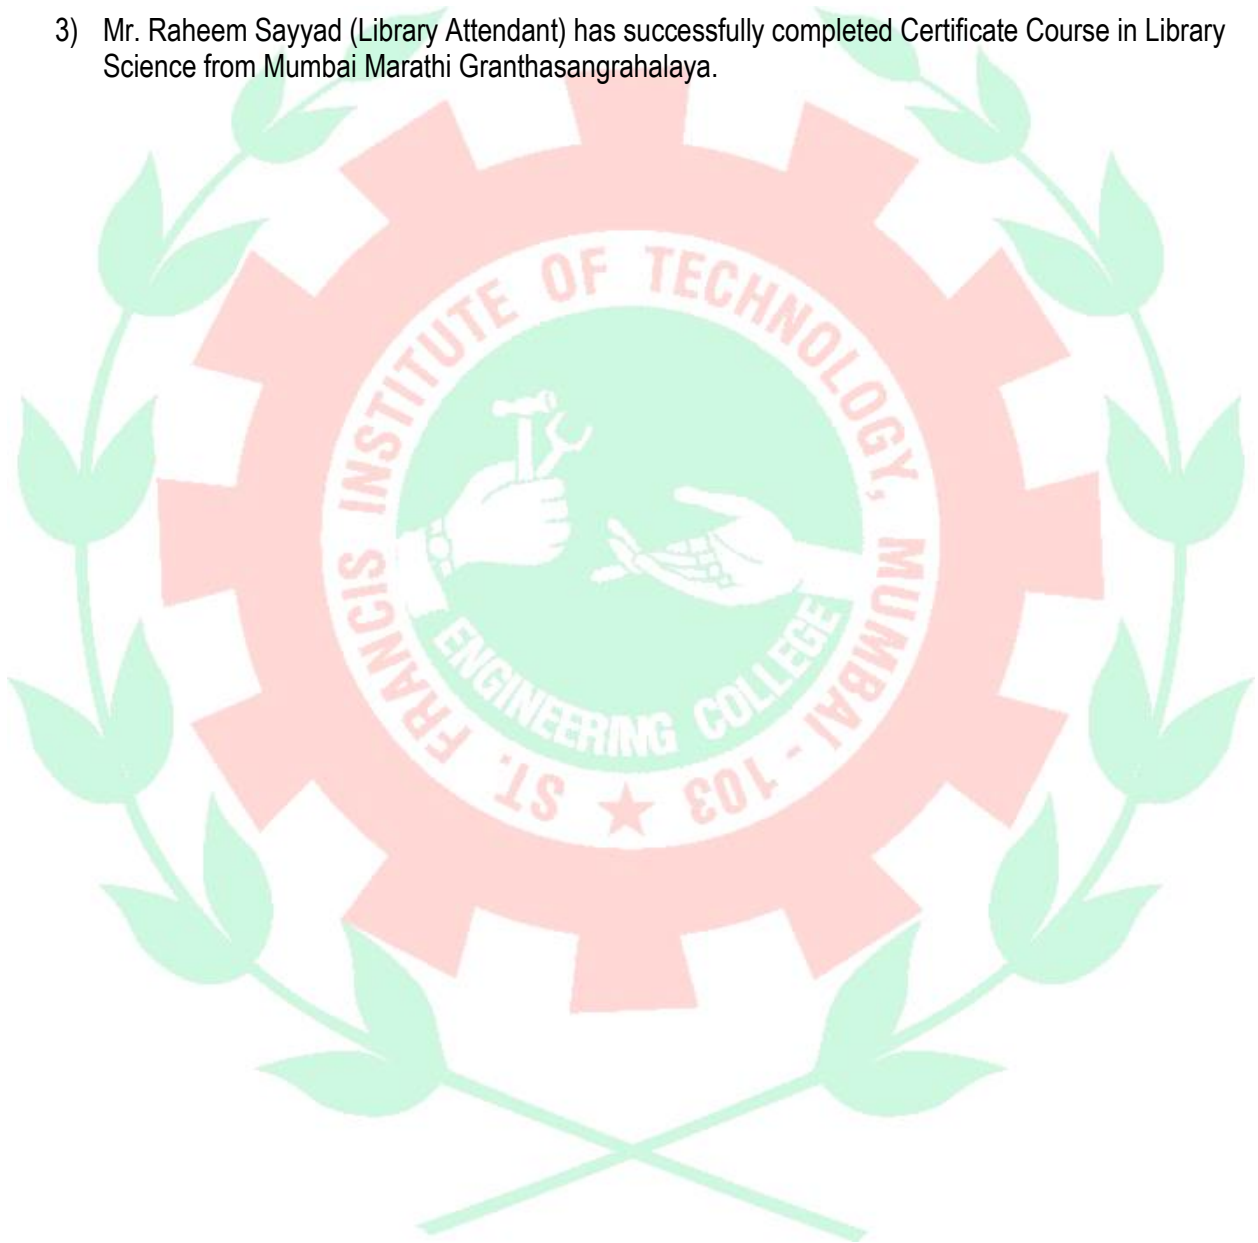 3) Mr. Raheem Sayyad (Library Attendant) has successfully completed Certificate Course in Library
Science from Mumbai Marathi Granthasangrahalaya.
ST. FRANCIS INSTITUTE OF TECHNOLOGY, MUMBAI - 103
ENGINEERING COLLEGE